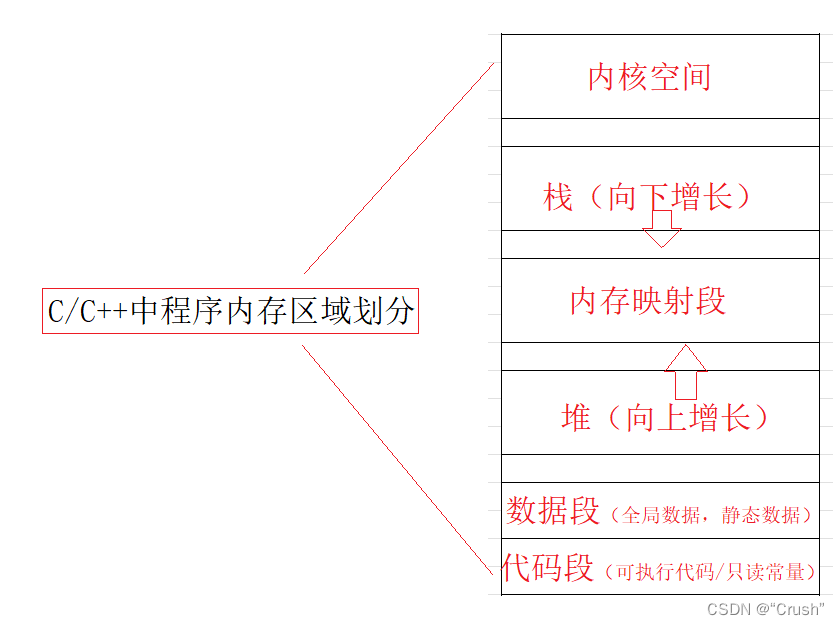 内核空间
栈（向下增长）
C/C++中程序内存区域划分
内存映射段
堆（向上增长）
数据段（全局数据，静态数据）
代码段（可执行代码/只读常量）
CSDN @“Crush”